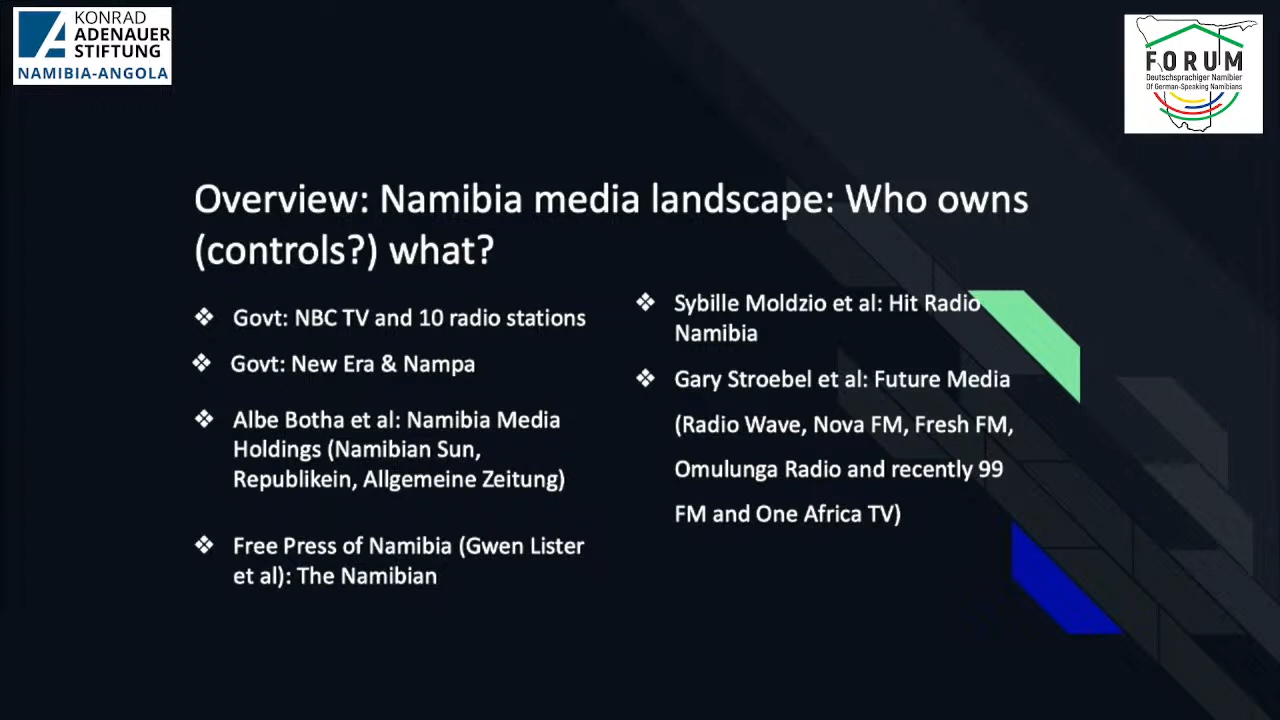 KONRAD
ADENAUER
STIFTUNG
NAMIBIA-ANGOLA
FORUM
Deutschsprachiger Namibier
Of German-Speaking Namibians
Overview: Namibia media landscape: Who owns
(controls?) what?
❖ Govt: NBC TV and 10 radio stations
❖ Govt: New Era & Nampa
❖ Albe Botha et al: Namibia Media
Holdings (Namibian Sun,
Republikein, Allgemeine Zeitung)
❖ Free Press of Namibia (Gwen Lister
et al): The Namibian
❖ Sybille Moldzio et al: Hit Radio
Namibia
❖ Gary Stroebel et al: Future Media
(Radio Wave, Nova FM, Fresh FM,
Omulunga Radio and recently 99
FM and One Africa TV)